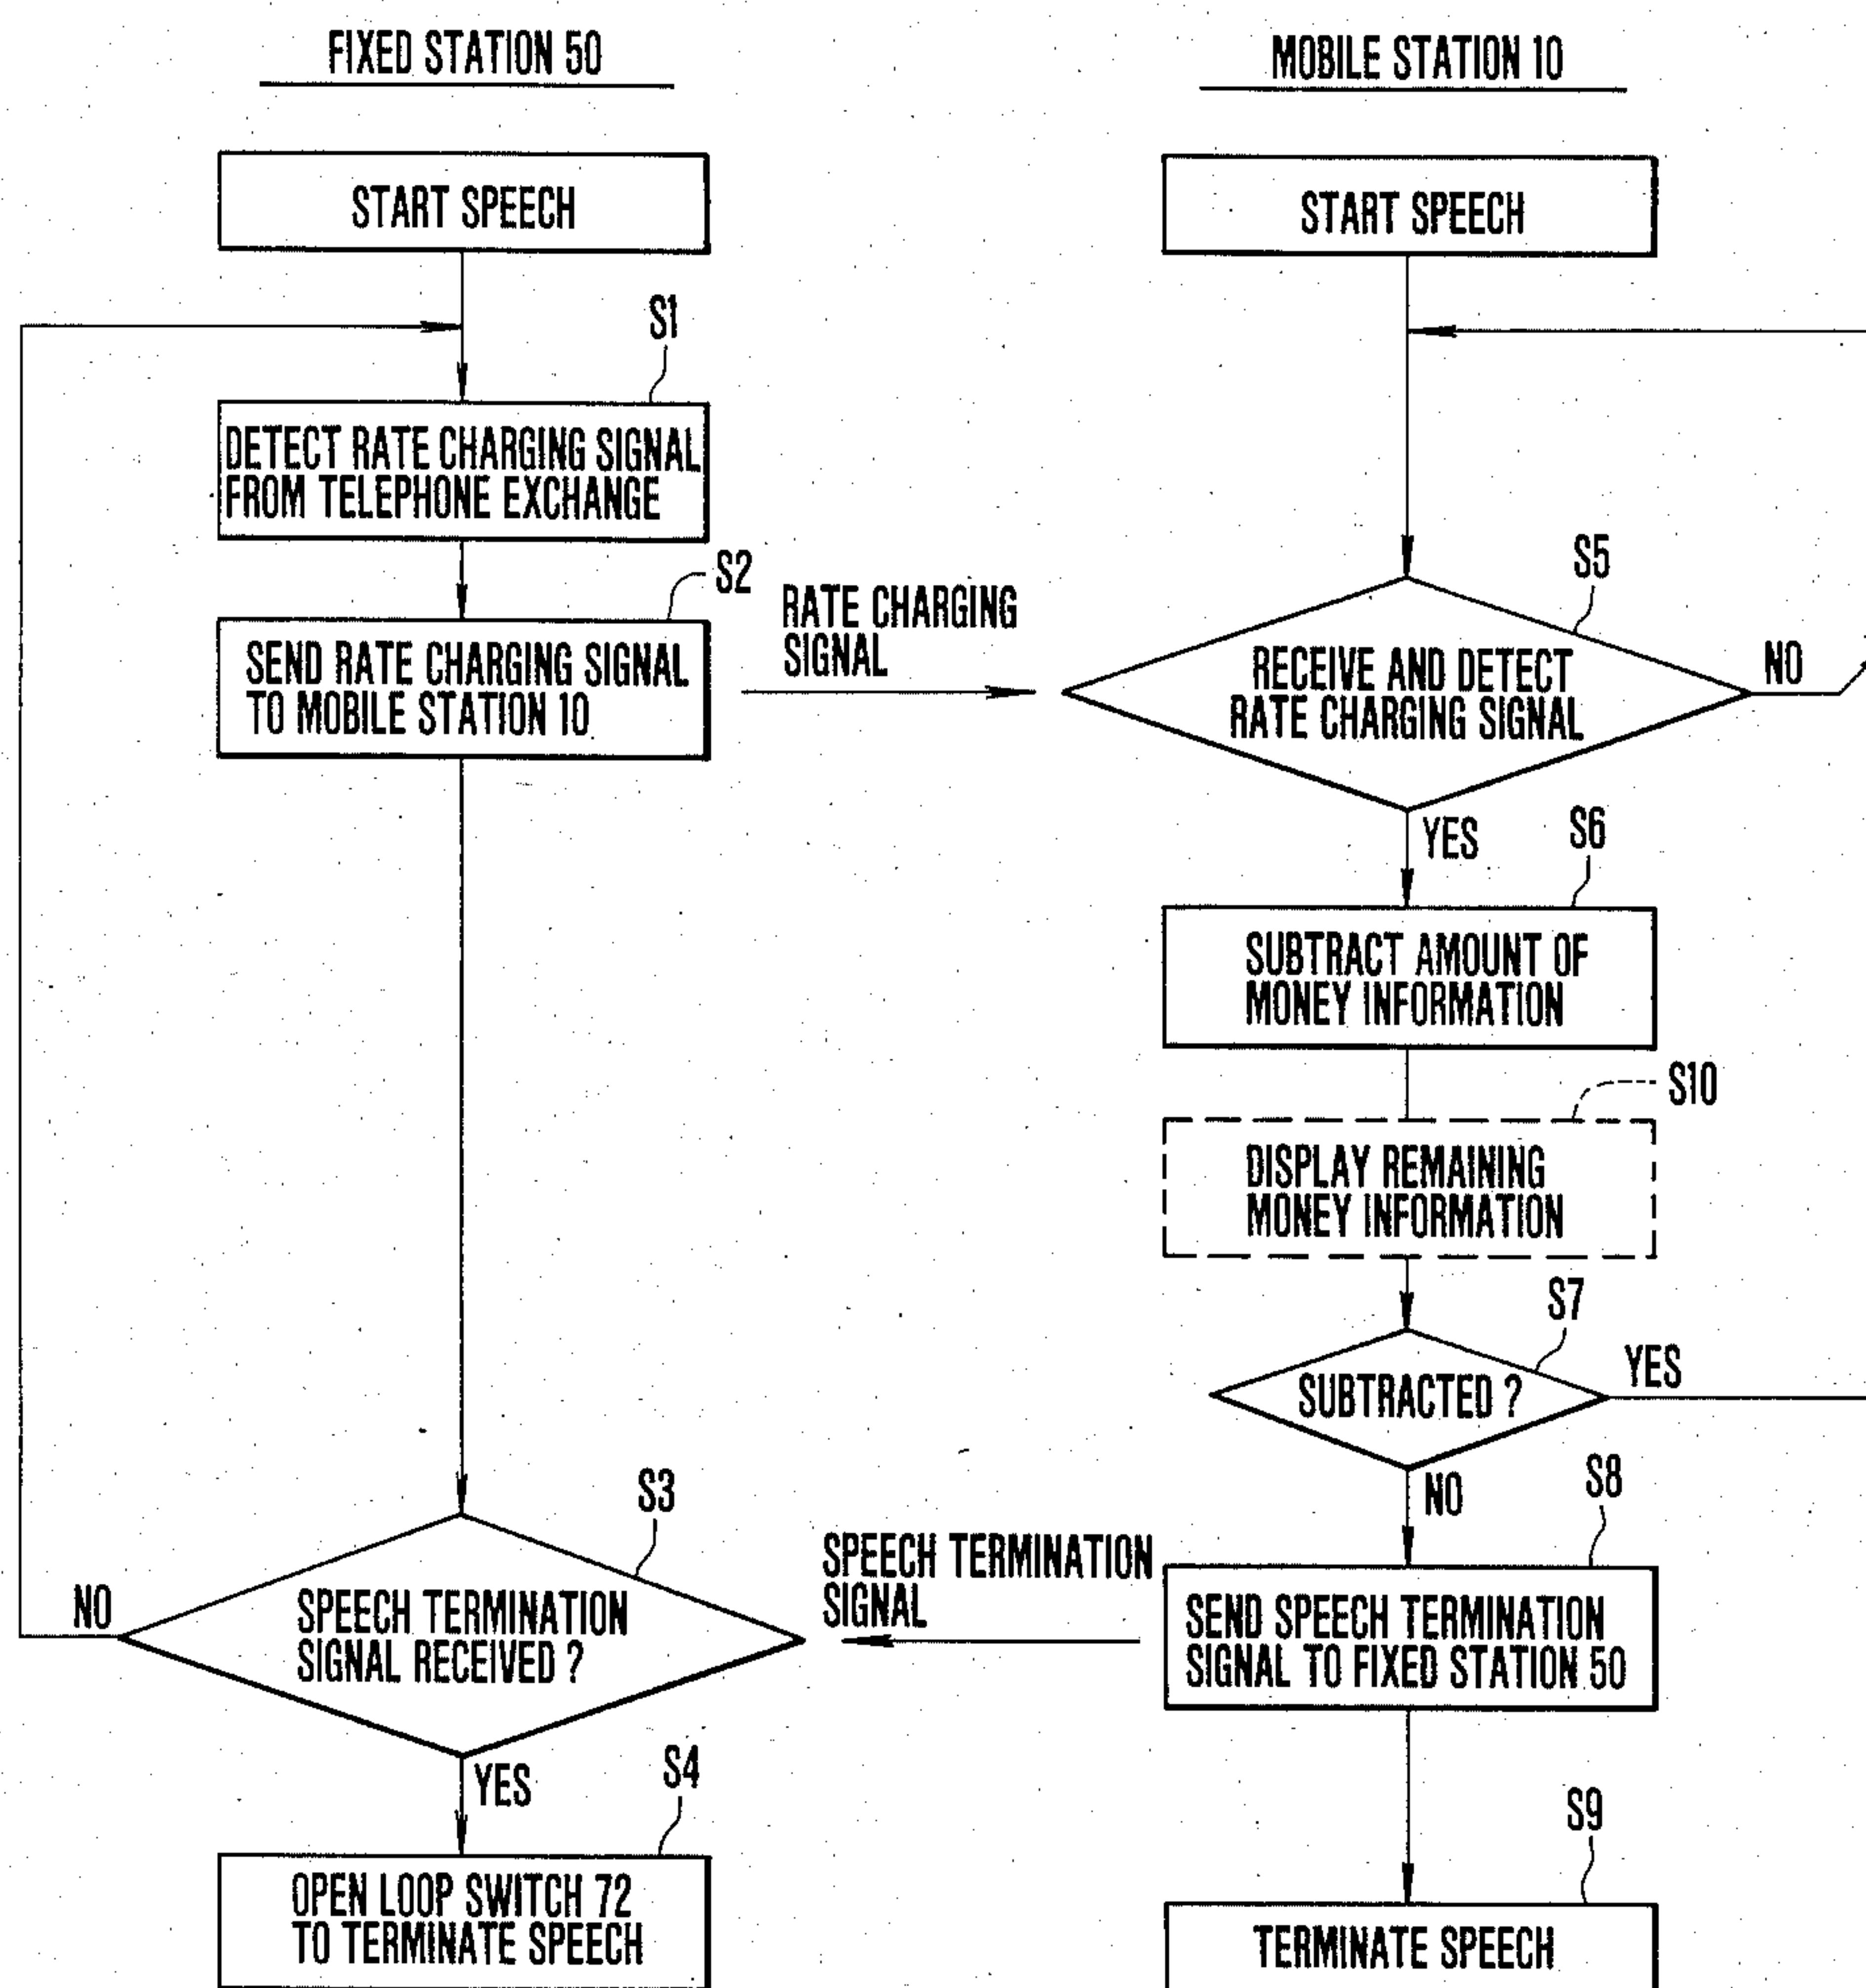 FIXED STATION 50
START SPEECH
S1
DETECT RATE CHARGING SIGNAL
FROM TELEPHONE EXCHANGE
S2
SEND RATE CHARGING SIGNAL
TO MOBILE STATION 10
RATE CHARGING
SIGNAL
S3
SPEECH TERMINATION
SIGNAL RECEIVED ?
NO
YES
S4
OPEN LOOP SWITCH 72
TO TERMINATE SPEECH
MOBILE STATION 10
START SPEECH
S5
RECEIVE AND DETECT
RATE CHARGING SIGNAL
NO
YES
S6
SUBTRACT AMOUNT OF
MONEY INFORMATION
S10
DISPLAY REMAINING
MONEY INFORMATION
S7
SUBTRACTED ?
YES
NO
S8
SEND SPEECH TERMINATION
SIGNAL TO FIXED STATION 50
SPEECH TERMINATION
SIGNAL
S9
TERMINATE SPEECH